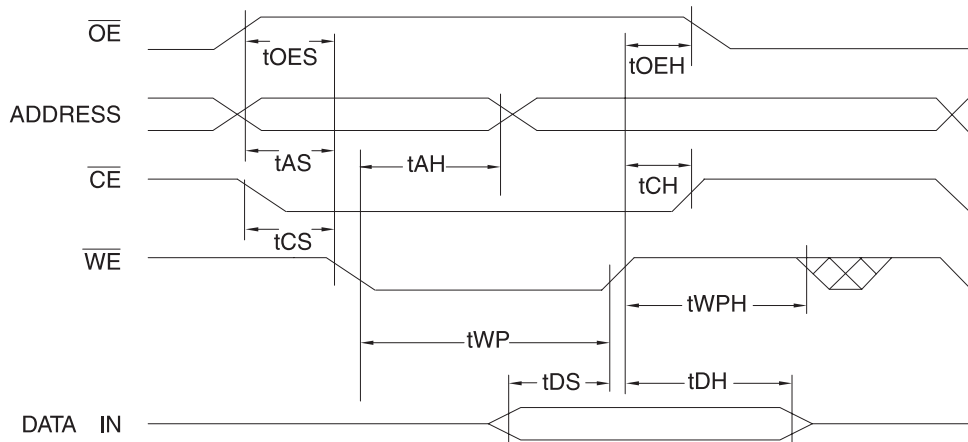 OE
tOES
tOEH
ADDRESS
tAS
tAH
CE
tCH
tCS
WE
tWPH
tWP
tDS
tDH
DATA IN